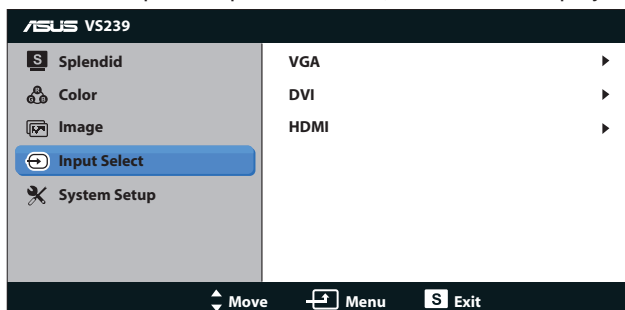 ASUS VS239
S Splendid
R G B Color
Image
Input Select
System Setup
VGA
DVI
HDMI
Move Menu S Exit